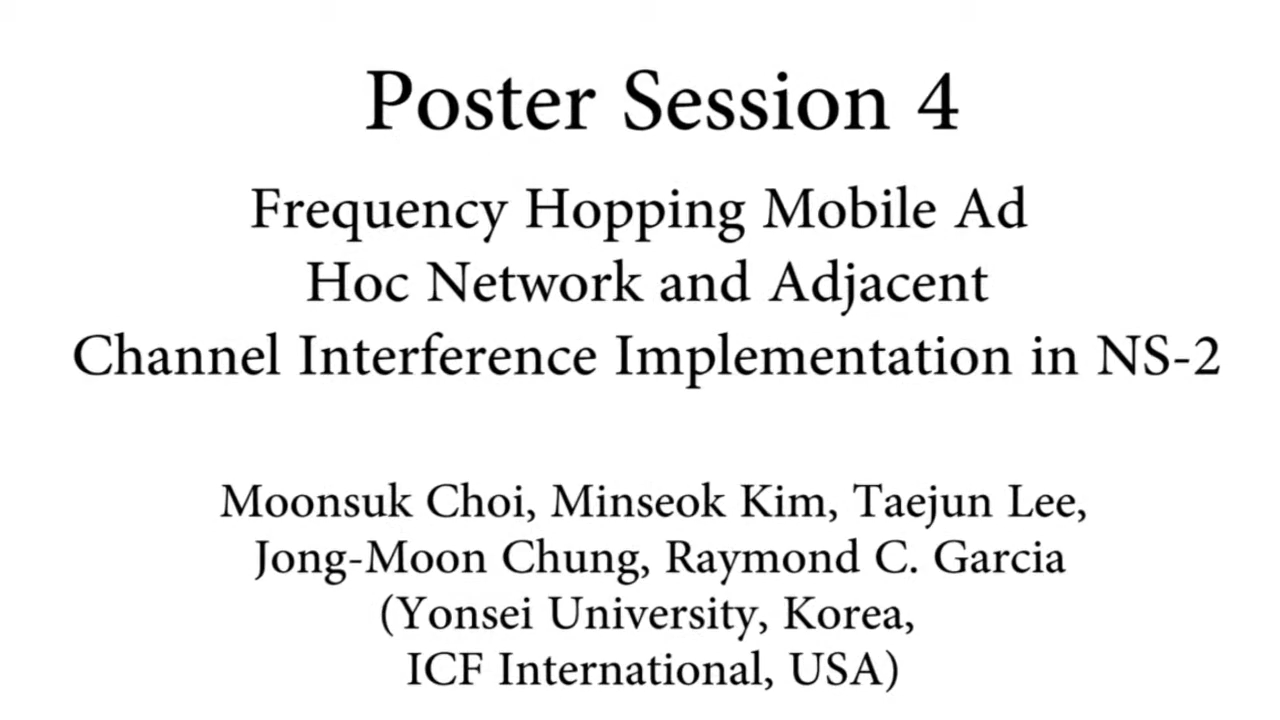 Poster Session 4
Frequency Hopping Mobile Ad
Hoc Network and Adjacent
Channel Interference Implementation in NS-2
Moonsuk Choi, Minseok Kim, Taejun Lee,
Jong-Moon Chung, Raymond C. Garcia
(Yonsei University, Korea,
ICF International, USA)